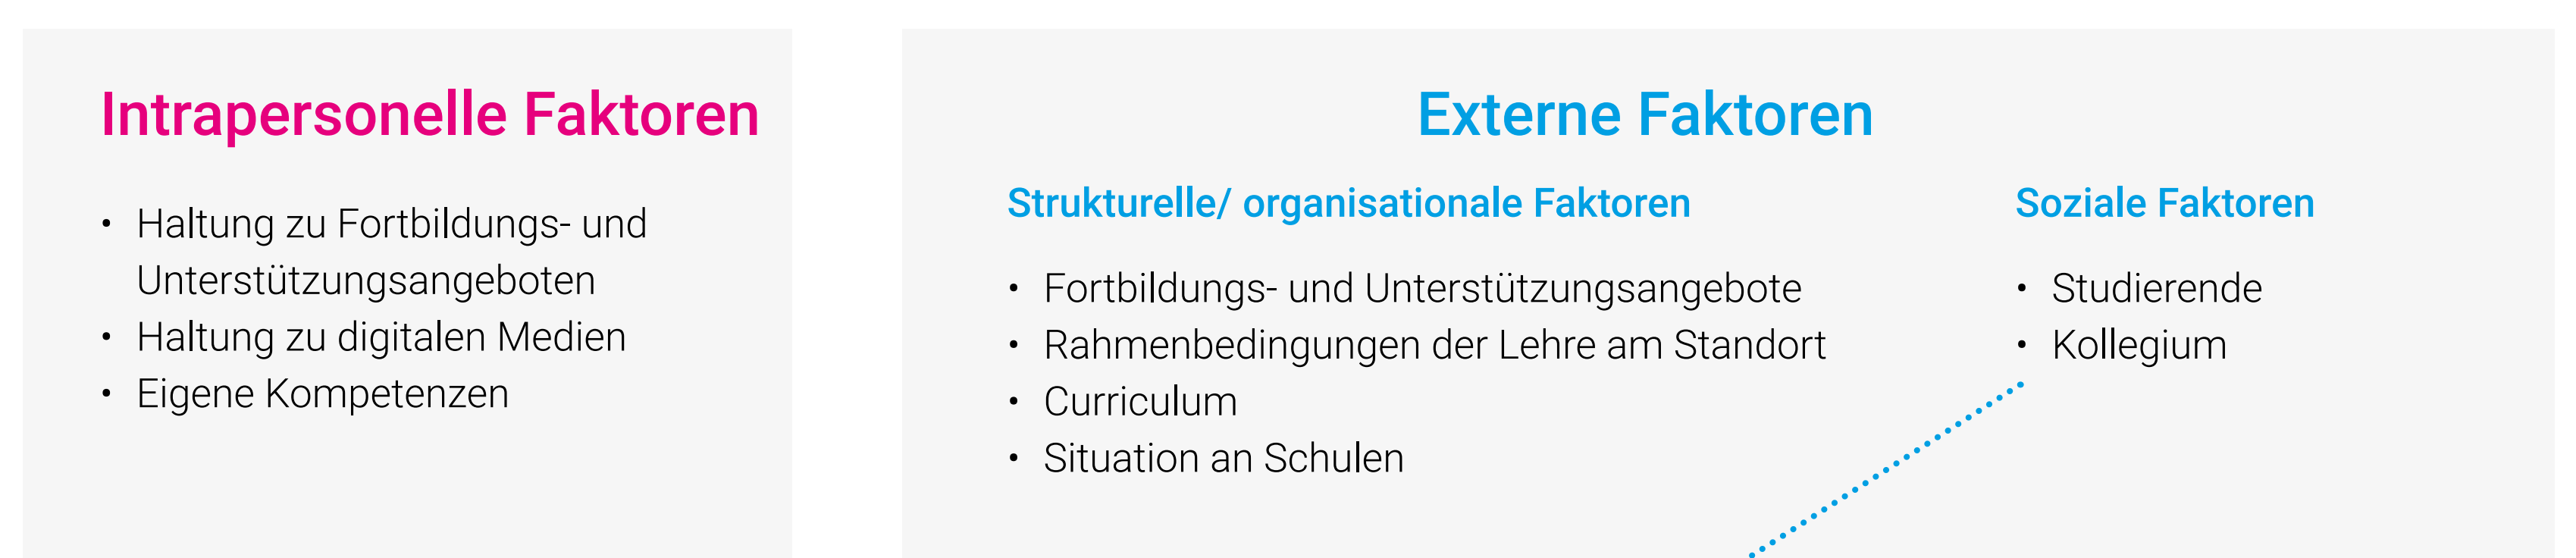 Intrapersonelle Faktoren
• Haltung zu Fortbildungs- und
Unterstützungsangeboten
• Haltung zu digitalen Medien
• Eigene Kompetenzen
Externe Faktoren
Strukturelle/ organisationale Faktoren
• Fortbildungs- und Unterstützungsangebote
• Rahmenbedingungen der Lehre am Standort
• Curriculum
• Situation an Schulen
Soziale Faktoren
• Studierende
• Kollegium